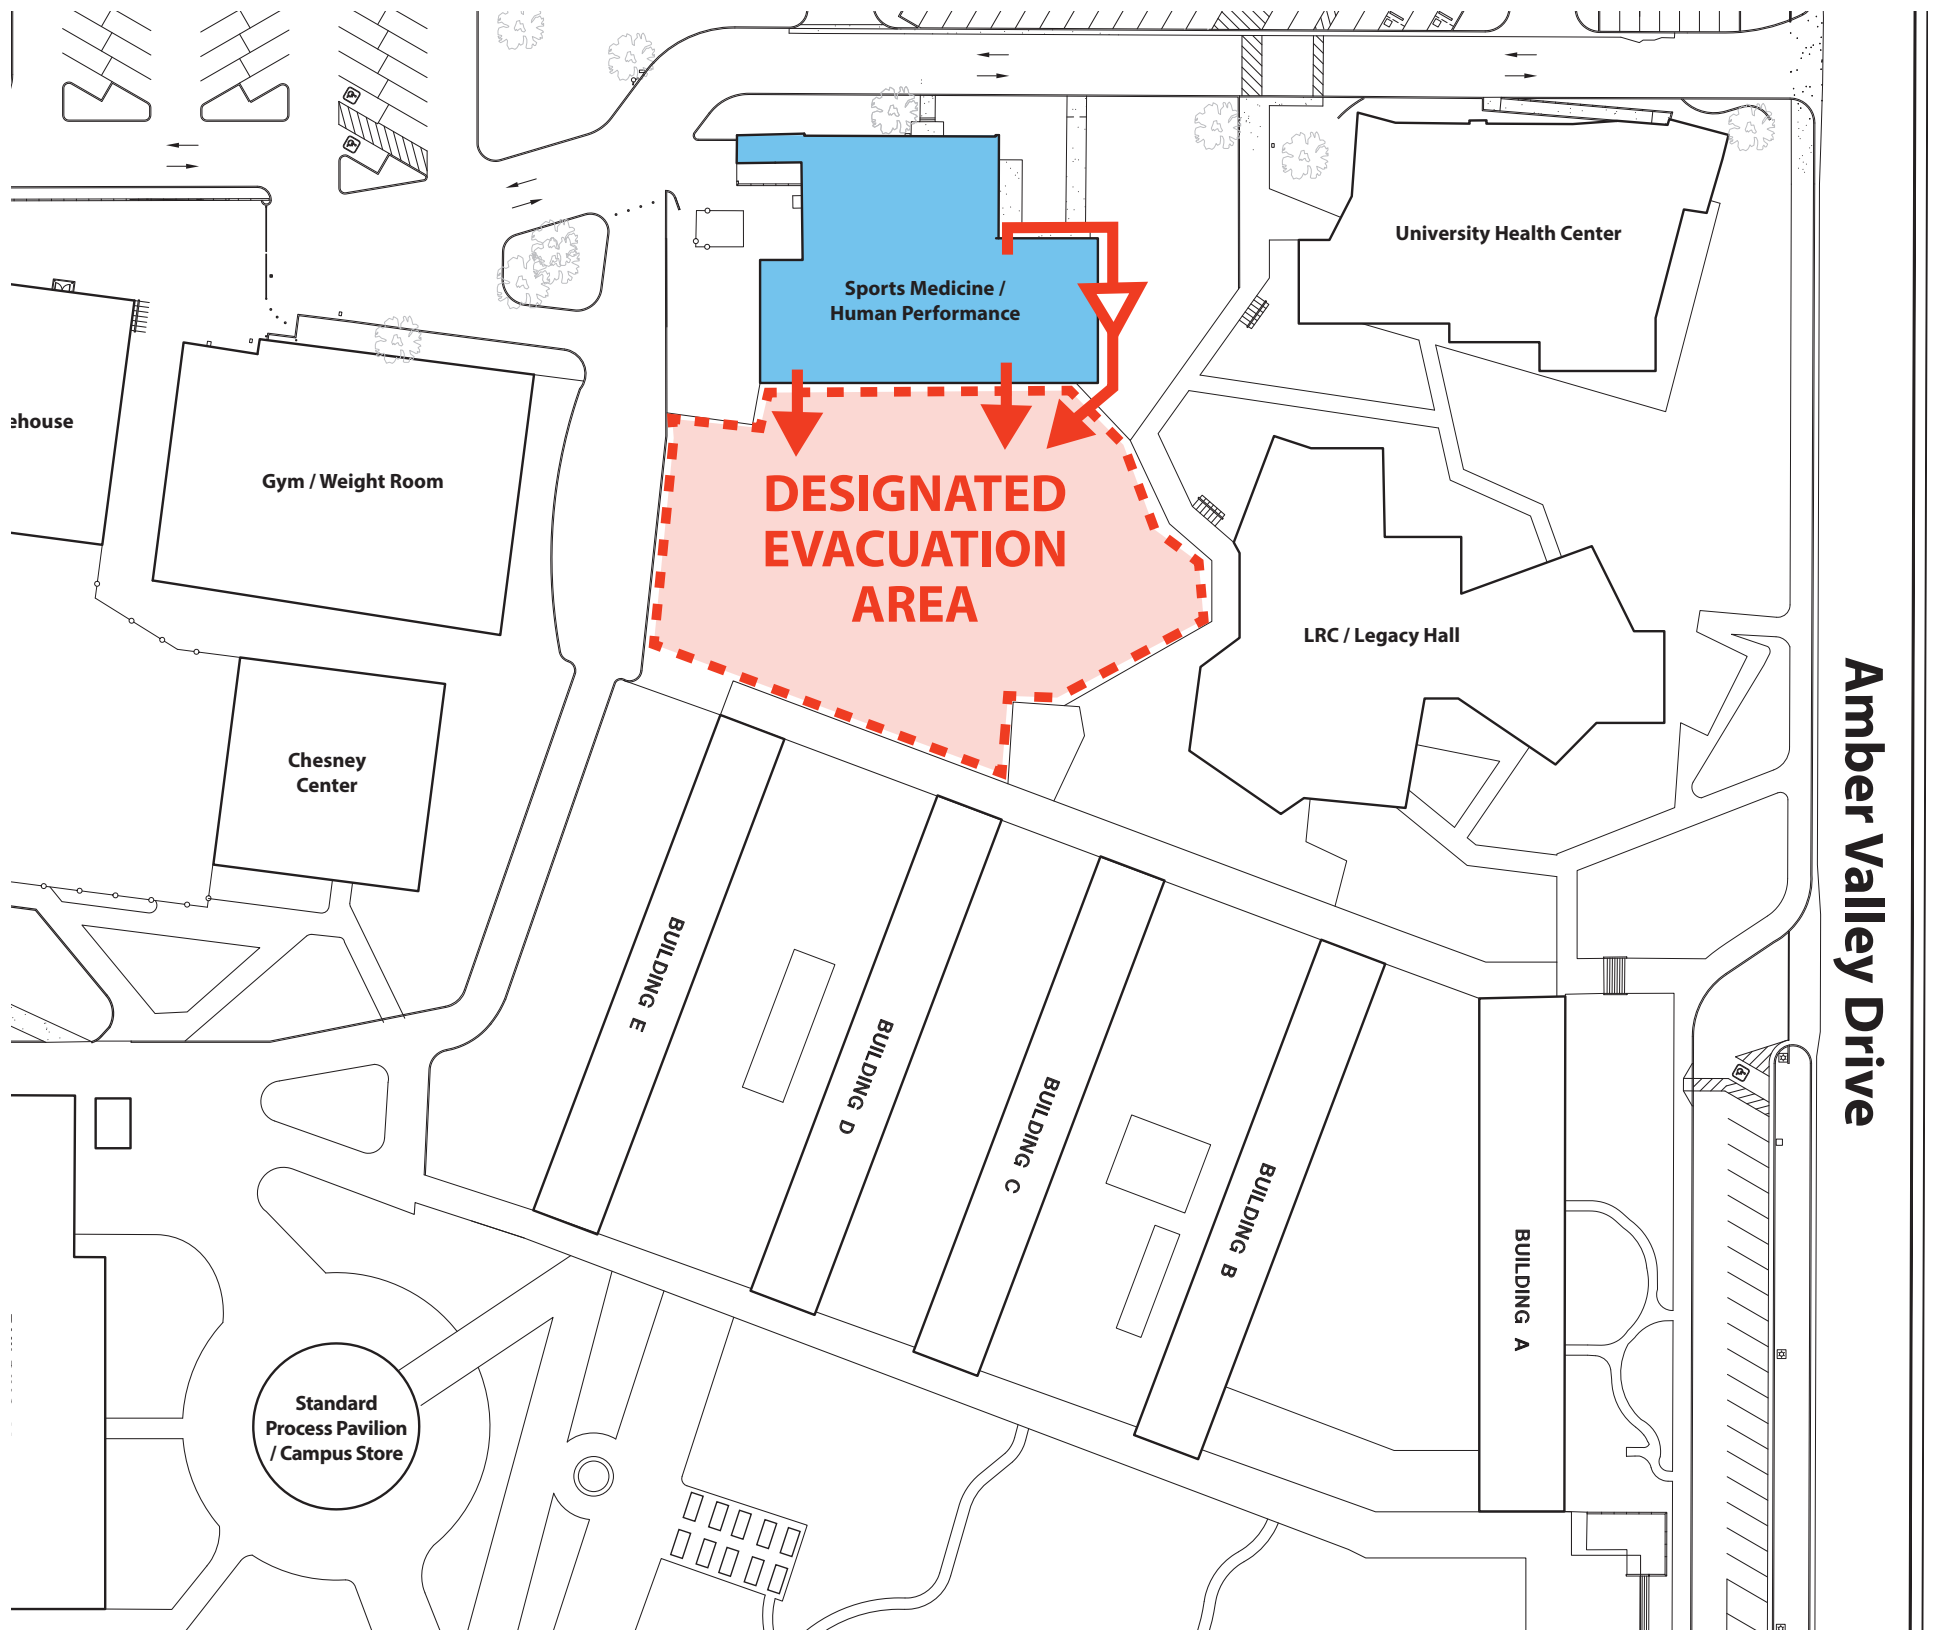 University Health Center
Sports Medicine /
Human Performance
ehouse
Gym / Weight Room
DESIGNATED
EVACUATION
AREA
LRC / Legacy Hall
Chesney
Center
Amber Valley Drive
BUILDING E
BUILDING D
BUILDING C
BUILDING B
BUILDING A
Standard
Process Pavilion
/ Campus Store